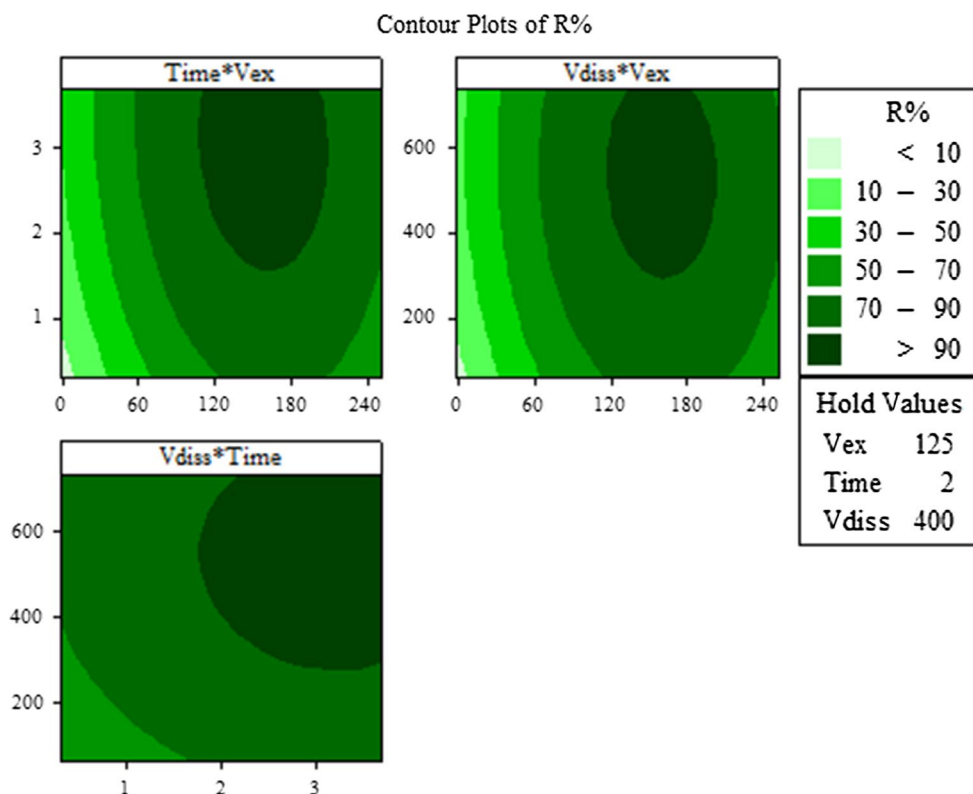 Contour Plots of R%
Time*Vex
3
2
1
0 60 120 180 240
Vdiss*Vex
600
400
200
0 60 120 180 240
R%
< 10
10 – 30
30 – 50
50 – 70
70 – 90
> 90
Hold Values
Vex 125
Time 2
Vdiss 400
Vdiss*Time
600
400
200
1 2 3